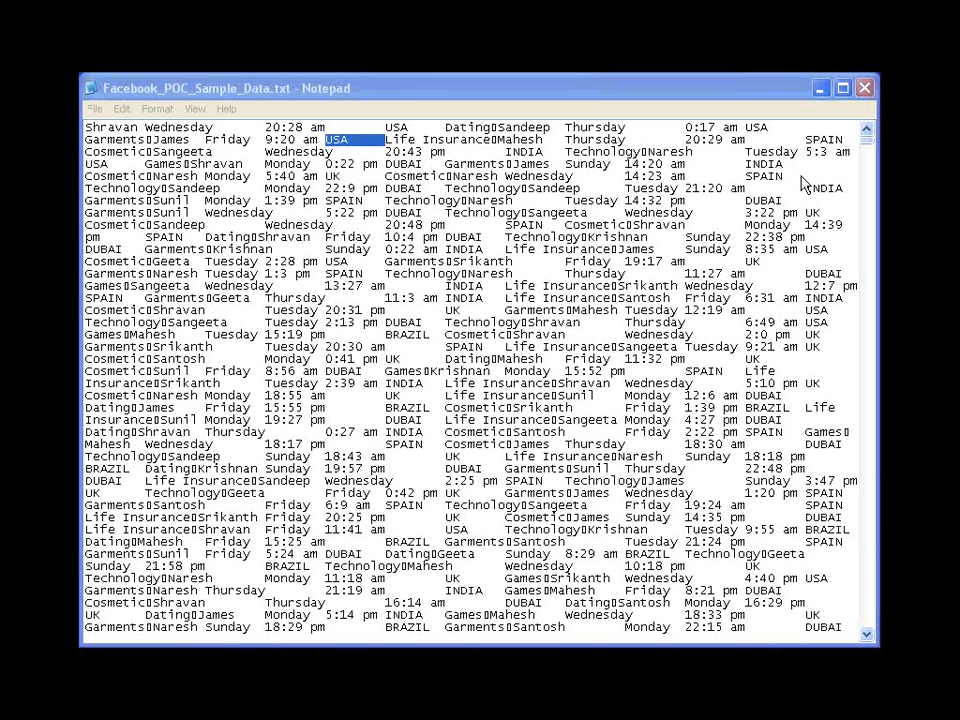 Facebook_POC_Sample_Data.txt - Notepad
File Edit Format View Help
Shravan Wednesday 20:28 am USA Dating▯Sandeep Thursday 0:17 am USA
Garments▯James Friday 9:20 am USA Life Insurance▯Mahesh Thursday 20:29 am SPAIN
Cosmetic▯Sangeeta Wednesday 20:43 pm INDIA Technology▯Naresh Tuesday 5:3 am
USA Games▯Shravan Monday 0:22 pm DUBAI Garments▯James Sunday 14:20 am INDIA
Cosmetic▯Naresh Monday 5:40 am UK Cosmetic▯Naresh Wednesday 14:23 am SPAIN
Technology▯Sandeep Monday 22:9 pm DUBAI Technology▯Sandeep Tuesday 21:20 am INDIA
Garments▯Sunil Monday 1:39 pm SPAIN Technology▯Naresh Tuesday 14:32 pm DUBAI
Garments▯Sunil Wednesday 5:22 pm DUBAI Technology▯Sangeeta Wednesday 3:22 pm UK
Cosmetic▯Sandeep Wednesday 20:48 pm SPAIN Cosmetic▯Shravan Monday 14:39
pm SPAIN Dating▯Shravan Friday 10:4 pm DUBAI Technology▯Krishnan Sunday 22:38 pm
DUBAI Garments▯Krishnan Sunday 0:22 am INDIA Life Insurance▯James Sunday 8:35 am USA
Cosmetic▯Geeta Tuesday 2:28 pm USA Garments▯Srikanth Friday 19:17 am UK
Garments▯Naresh Tuesday 1:3 pm SPAIN Technology▯Naresh Thursday 11:27 am DUBAI
Games▯Sangeeta Wednesday 13:27 am INDIA Life Insurance▯Srikanth Wednesday 12:7 pm
SPAIN Garments▯Geeta Thursday 11:3 am INDIA Life Insurance▯Santosh Friday 6:31 am INDIA
Cosmetic▯Shravan Tuesday 20:31 pm UK Garments▯Mahesh Tuesday 12:19 am USA
Technology▯Sangeeta Tuesday 2:13 pm DUBAI Technology▯Shravan Thursday 6:49 am USA
Games▯Mahesh Tuesday 15:19 pm BRAZIL Cosmetic▯Shravan Wednesday 2:0 pm UK
Garments▯Srikanth Tuesday 20:30 am SPAIN Life Insurance▯Sangeeta Tuesday 9:21 am UK
Cosmetic▯Santosh Monday 0:41 pm UK Dating▯Mahesh Friday 11:32 pm UK
Cosmetic▯Sunil Friday 8:56 am DUBAI Games▯Krishnan Monday 15:52 pm SPAIN Life
Insurance▯Srikanth Tuesday 2:39 am INDIA Life Insurance▯Shravan Wednesday 5:10 pm UK
Cosmetic▯Naresh Monday 18:55 am UK Life Insurance▯Sunil Monday 12:6 am DUBAI
Dating▯James Friday 15:55 pm BRAZIL Cosmetic▯Srikanth Friday 1:39 pm BRAZIL Life
Insurance▯Sunil Monday 19:27 pm DUBAI Life Insurance▯Sangeeta Monday 4:27 pm DUBAI
Dating▯Shravan Thursday 0:27 am INDIA Cosmetic▯Santosh Friday 2:22 pm SPAIN Games▯
Mahesh Wednesday 18:17 pm SPAIN Cosmetic▯James Thursday 18:30 am DUBAI
Technology▯Sandeep Sunday 18:43 am UK Life Insurance▯Naresh Sunday 18:18 pm
BRAZIL Dating▯Krishnan Sunday 19:57 pm DUBAI Garments▯Sunil Thursday 22:48 pm
DUBAI Life Insurance▯Sandeep Wednesday 2:25 pm SPAIN Technology▯James Sunday 3:47 pm
UK Technology▯Geeta Friday 0:42 pm UK Garments▯James Wednesday 1:20 pm SPAIN
Garments▯Santosh Friday 6:9 am SPAIN Technology▯Sangeeta Friday 19:24 am
Life Insurance▯Srikanth Friday 20:25 pm UK Cosmetic▯James Sunday 14:35 pm DUBAI
Life Insurance▯Shravan Friday 11:41 am USA Technology▯Krishnan Tuesday 9:55 am BRAZIL
Dating▯Mahesh Friday 15:25 am BRAZIL Garments▯Santosh Tuesday 21:24 pm SPAIN
Garments▯Sunil Friday 5:24 am DUBAI Dating▯Geeta Sunday 8:29 am BRAZIL Technology▯Geeta
Sunday 21:58 pm BRAZIL Technology▯Mahesh Wednesday 10:18 pm UK
Technology▯Naresh Monday 11:18 am UK Games▯Srikanth Wednesday 4:40 pm USA
Garments▯Naresh Thursday 21:19 am INDIA Games▯Mahesh Friday 8:21 pm DUBAI
Cosmetic▯Shravan Thursday 16:14 am DUBAI Dating▯Santosh Monday 16:29 pm
UK Dating▯James Monday 5:14 pm INDIA Games▯Mahesh Wednesday 18:33 pm UK
Garments▯Naresh Sunday 18:29 pm BRAZIL Garments▯Santosh Monday 22:15 am DUBAI